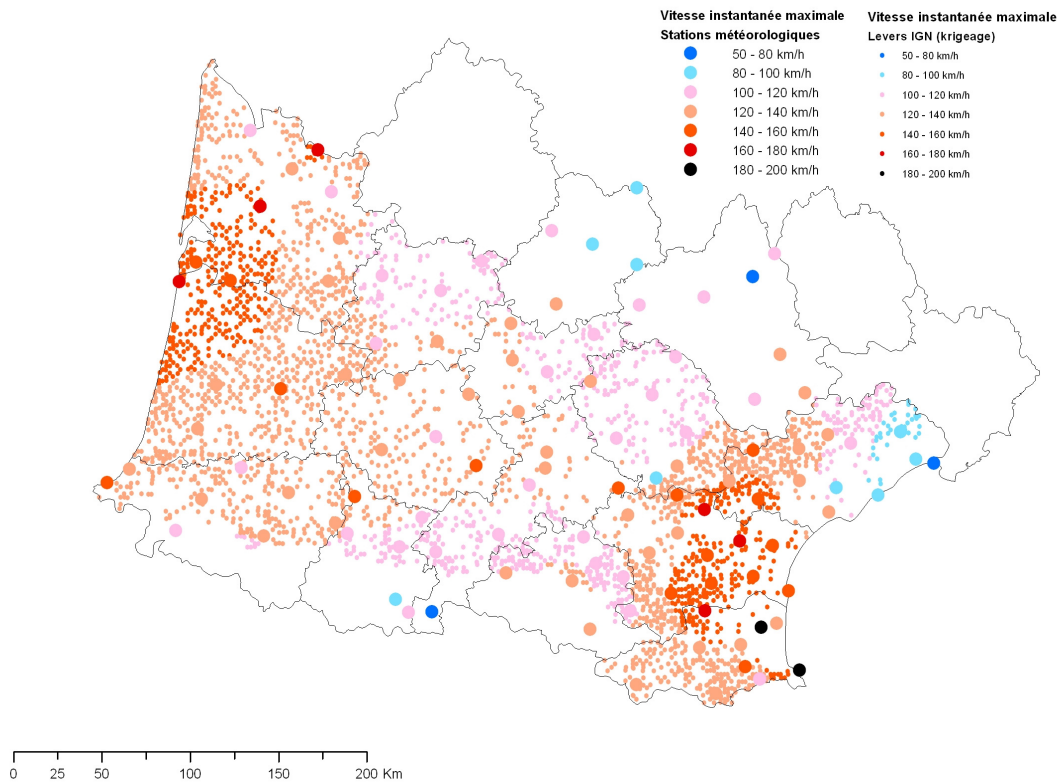 Vitesse instantanée maximale
Stations météorologiques
50 - 80 km/h
80 - 100 km/h
100 - 120 km/h
120 - 140 km/h
140 - 160 km/h
160 - 180 km/h
180 - 200 km/h
Vitesse instantanée maximale
Levers IGN (krigeage)
50 - 80 km/h
80 - 100 km/h
100 - 120 km/h
120 - 140 km/h
140 - 160 km/h
160 - 180 km/h
180 - 200 km/h
0 25 50 100 150 200 Km